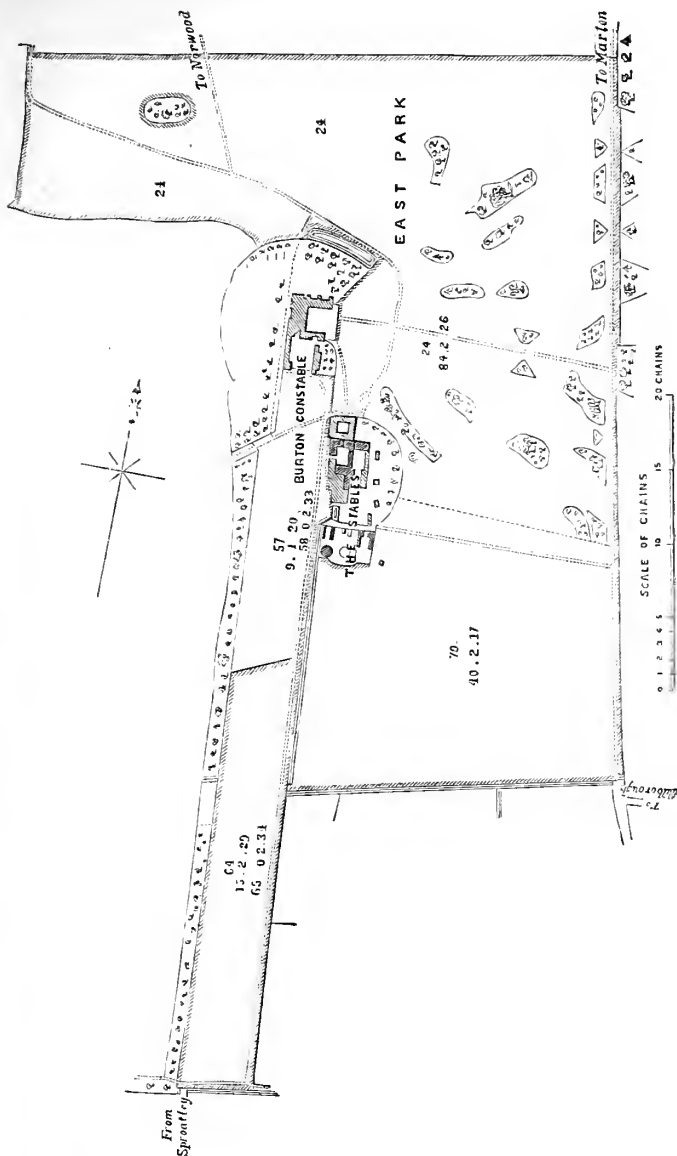 To Norwood
24
24
EAST PARK
To Marton
24
24
84.2.26
BURTON CONSTABLE
THE STABLES
57
9. 1 20
58 0 2.33
70.
40.2.17
64
15.2.29
65 0 2.34
From
Sproatley
To
SCALE OF CHAINS
0 1 2 3 4 5 10 15 20 CHAINS